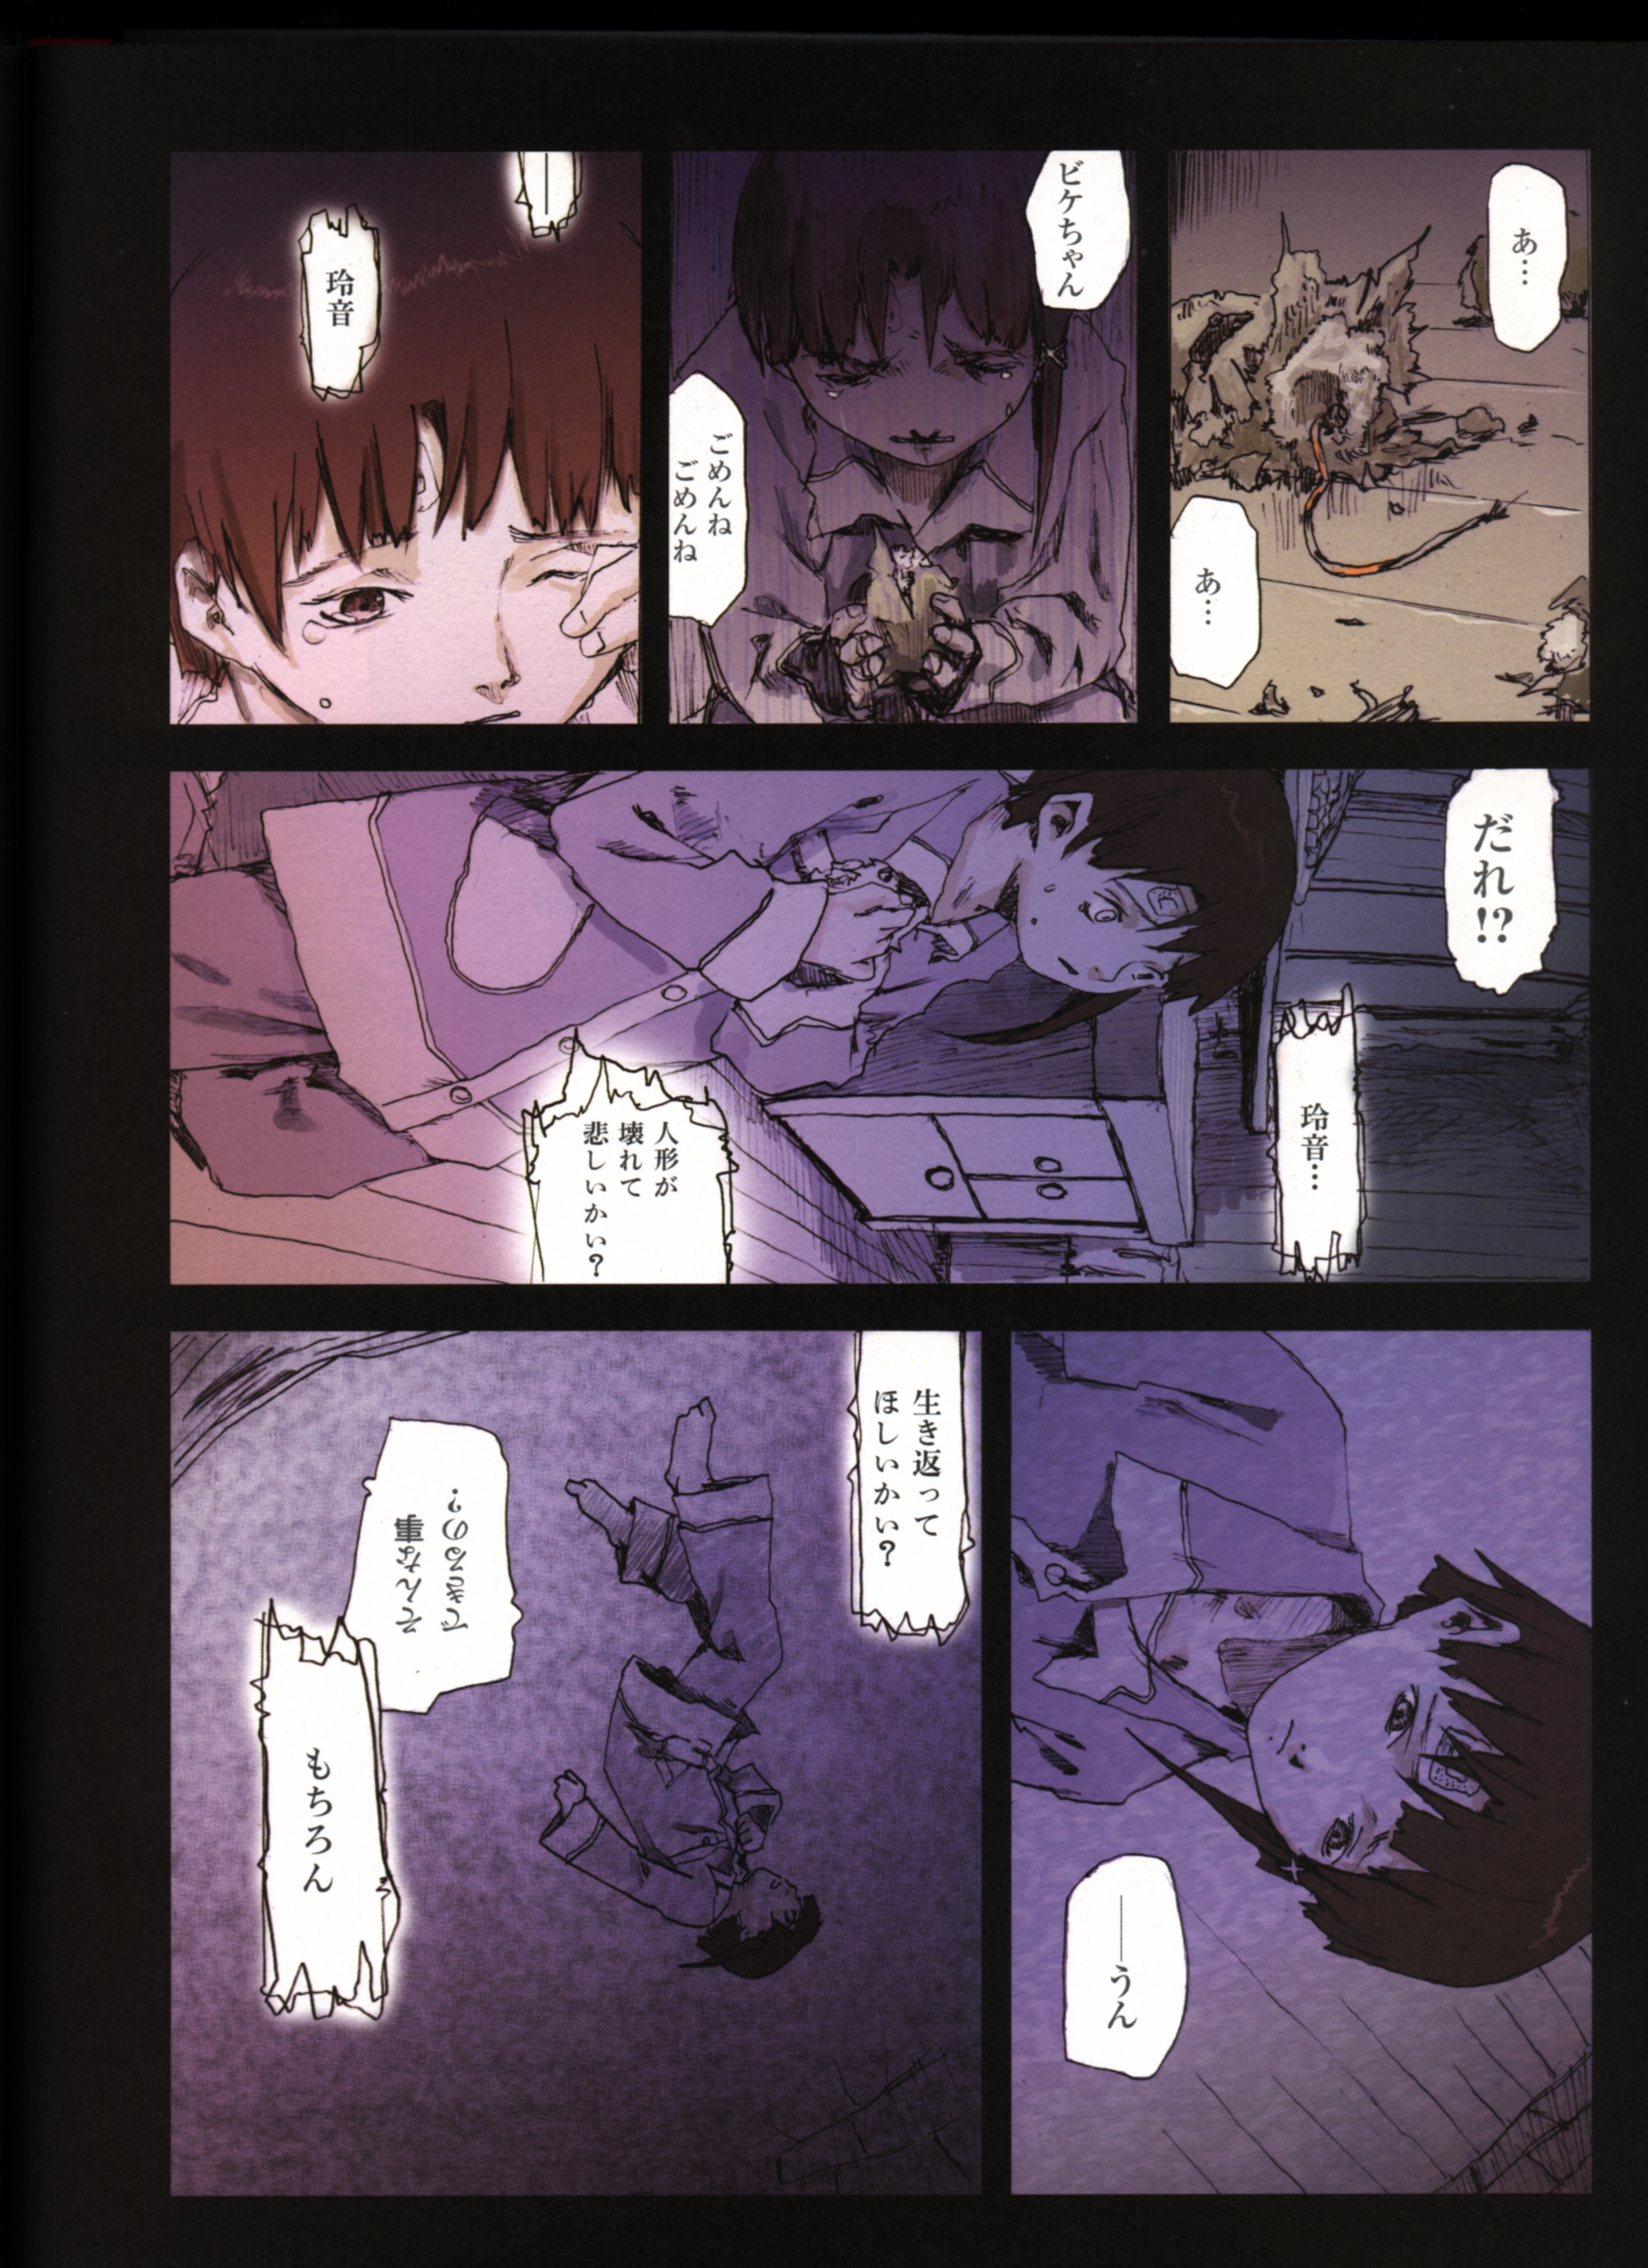 あ…
あ…
ビケちゃん
ごめんね
ごめんね
―
玲音
だれ!?
玲音…
人形が
壊れて
悲しいかい?
―うん
生き返って
ほしいかい?
そんな事
できるの?
もちろん